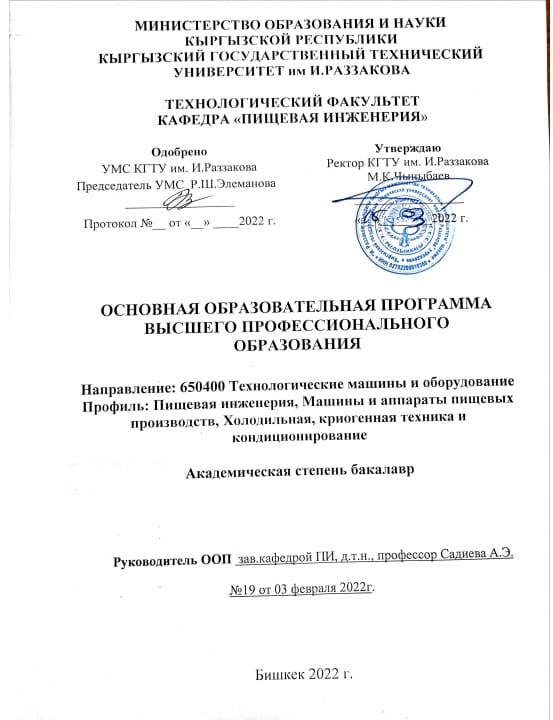 МИНИСТЕРСТВО ОБРАЗОВАНИЯ И НАУКИ
КЫРГЫЗСКОЙ РЕСПУБЛИКИ
КЫРГЫЗСКИЙ ГОСУДАРСТВЕННЫЙ ТЕХНИЧЕСКИЙ
УНИВЕРСИТЕТ им И.РАЗЗАКОВА
ТЕХНОЛОГИЧЕСКИЙ ФАКУЛЬТЕТ
КАФЕДРА «ПИЩЕВАЯ ИНЖЕНЕРИЯ»
Одобрено
УМС КГТУ им. И.Раззакова
Председатель УМС_Р.Ш.Элеманова
Протокол №__ от «__» ____2022 г.
Утверждаю
Ректор КГТУ им. И.Раззакова
М.К.Чыныбаев
2022 г.
ОСНОВНАЯ ОБРАЗОВАТЕЛЬНАЯ ПРОГРАММА
ВЫСШЕГО ПРОФЕССИОНАЛЬНОГО
ОБРАЗОВАНИЯ
Направление: 650400 Технологические машины и оборудование
Профиль: Пищевая инженерия, Машины и аппараты пищевых
производств, Холодильная, криогенная техника и
кондиционирование
Академическая степень бакалавр
Руководитель ООП зав.кафедрой ПИ, д.т.н., профессор Садиева А.Э.
№19 от 03 февраля 2022г.
Бишкек 2022 г.